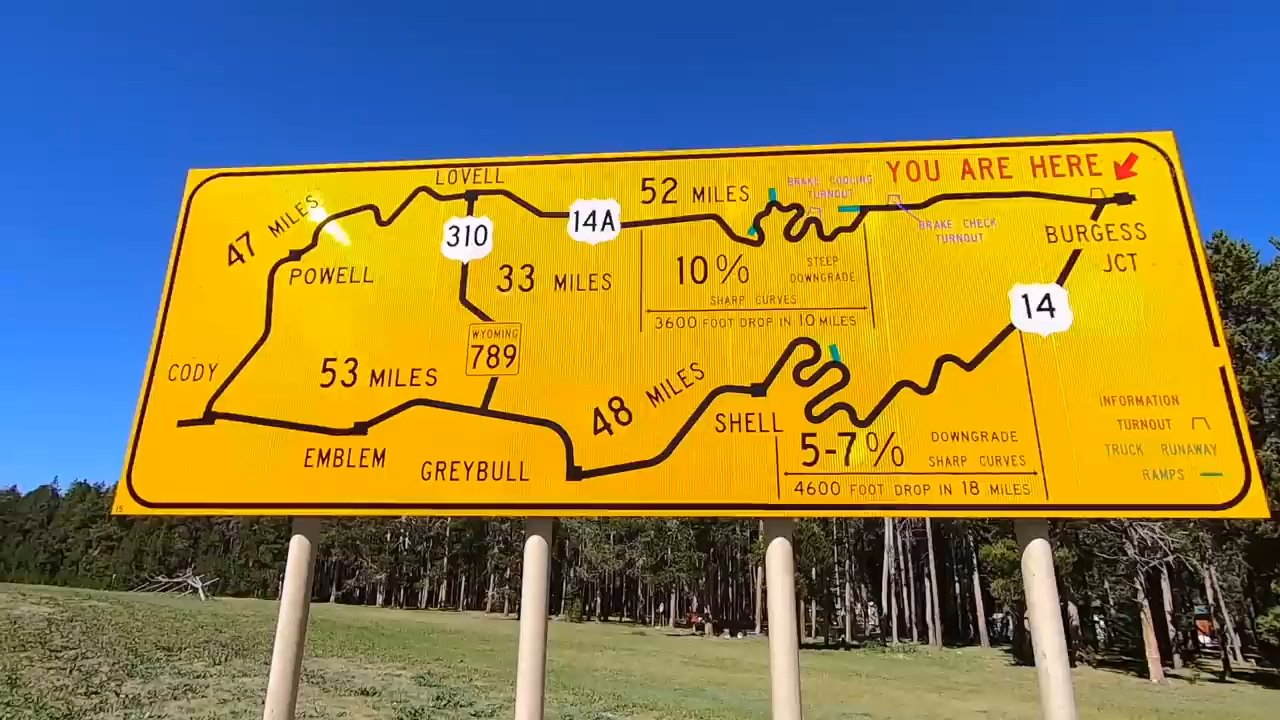 YOU ARE HERE
LOVELL
52 MILES
BRAKE COOLING
TURNOUT
47 MILES
14A
BRAKE CHECK
TURNOUT
310
BURGESS
JCT
POWELL
33 MILES
10%
STEEP
DOWNGRADE
SHARP CURVES
3600 FOOT DROP IN 10 MILES
14
WYOMING
789
CODY
53 MILES
48 MILES
SHELL
EMBLEM
GREYBULL
5-7%
DOWNGRADE
SHARP CURVES
4600 FOOT DROP IN 18 MILES
INFORMATION
TURNOUT
TRUCK RUNAWAY
RAMPS